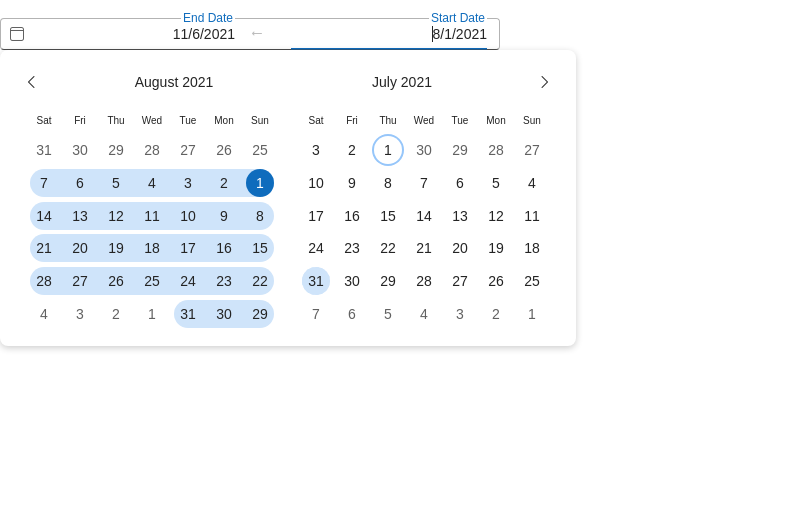 End Date Start Date
11/6/2021 ← 8/1/2021
August 2021 July 2021
Sat Fri Thu Wed Tue Mon Sun Sat Fri Thu Wed Tue Mon Sun
31 30 29 28 27 26 25 3 2 1 30 29 28 27
7 6 5 4 3 2 1 10 9 8 7 6 5 4
14 13 12 11 10 9 8 17 16 15 14 13 12 11
21 20 19 18 17 16 15 24 23 22 21 20 19 18
28 27 26 25 24 23 22 31 30 29 28 27 26 25
4 3 2 1 31 30 29 7 6 5 4 3 2 1